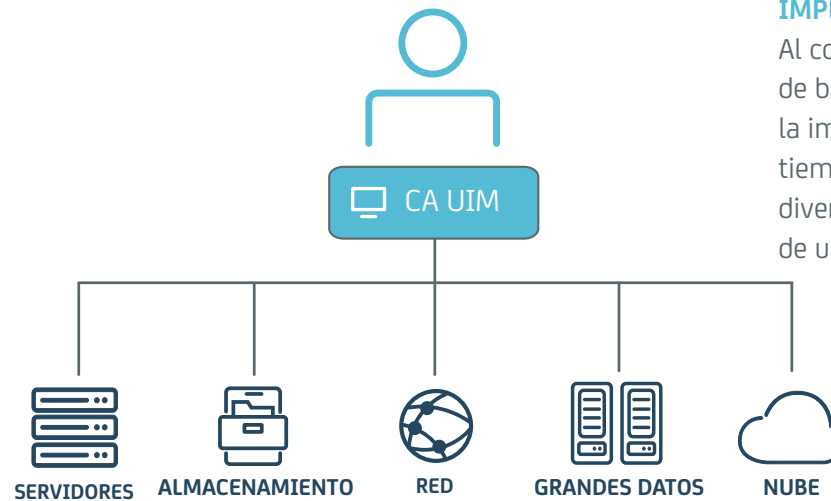 IMP
Al co
de b
la im
tiem
diver
de u
CA UIM
SERVIDORES
ALMACENAMIENTO
RED
GRANDES DATOS
NUBE